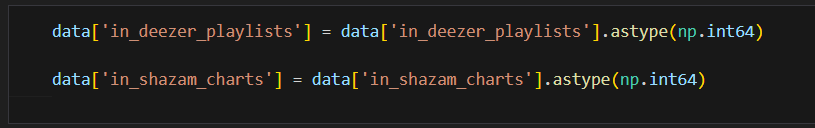 data['in_deezer_playlists'] = data['in_deezer_playlists'].astype(np.int64)
data['in_shazam_charts'] = data['in_shazam_charts'].astype(np.int64)